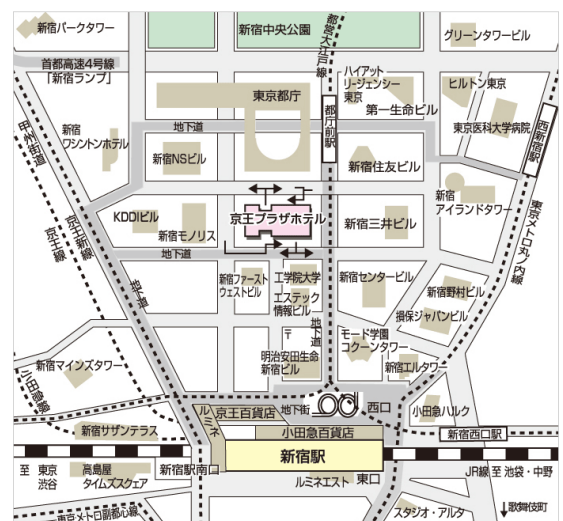 新宿パークタワー
新宿中央公園
都営大江戸線
グリーンタワービル
首都高速4号線
「新宿ランプ」
ハイアット
リージェンシー
東京
ヒルトン東京
東京都庁
第一生命ビル
都庁前駅
東京医科大学病院
西新宿駅
甲州街道
新宿
ワシントンホテル
地下道
新宿NSビル
新宿住友ビル
新宿
アイランドタワー
東京メトロ丸ノ内線
京王プラザホテル
KDDIビル
新宿モノリス
新宿三井ビル
京王新線
京王線
地下道
地下道
新宿ファースト
ウェストビル
工学院大学
新宿センタービル
エステック
情報ビル
新宿野村ビル
損保ジャパンビル
〒
地下道
モード学園
コクーンタワー
明治安田生命
新宿ビル
新宿エルタワー
新宿マインズタワー
小田急線
ルミネ
京王百貨店
地下街
西口
小田急ハルク
新宿サザンテラス
小田急百貨店
新宿西口駅
至 東京
渋谷
高島屋
タイムズスクェア
新宿駅南口
新宿駅
JR線 至 池袋・中野
ルミネエスト
東口
東京メトロ副都心線
スタジオ・アルタ
↓歌舞伎町